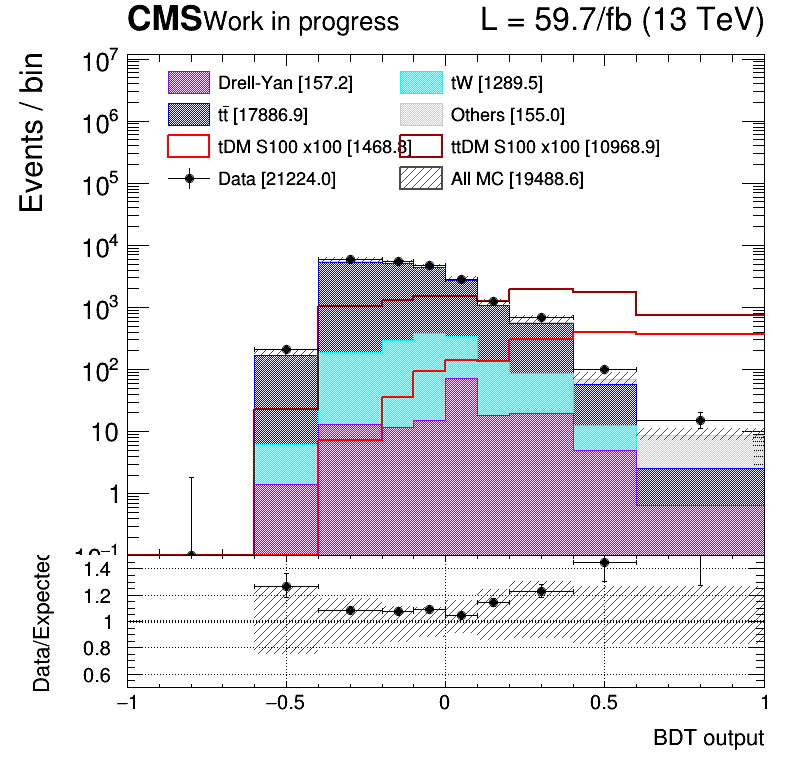 CMS Work in progress L = 59.7/fb (13 TeV)
Events / bin
Drell-Yan [157.2] tW [1289.5]
tt̄ [17886.9] Others [155.0]
tDM S100 x100 [1468.8] ttDM S100 x100 [10968.9]
Data [21224.0] All MC [19488.6]
10⁷
10⁶
10⁵
10⁴
10³
10²
10
1
10⁻¹
Data/Expected
1.4
1.2
1
0.8
0.6
−1 −0.5 0 0.5 1
BDT output